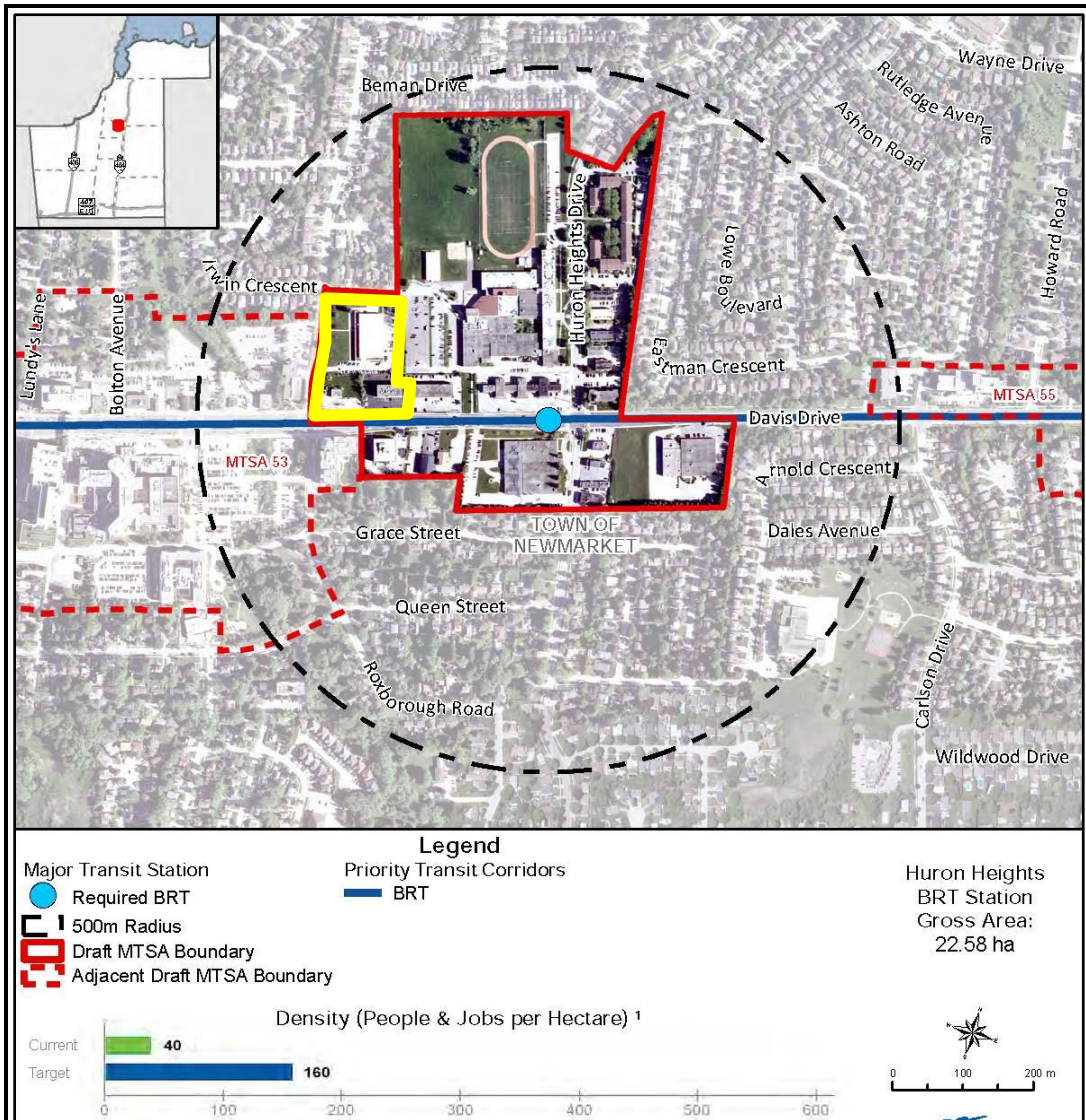 Wayne Drive
Beman Drive
Rutledge Avenue
Ashton Road
Huron Heights Drive
Howard Road
Lowe Boulevard
Irwin Crescent
Lundy's Lane
Bolton Avenue
Eastman Crescent
MTSA 55
Davis Drive
MTSA 53
Arnold Crescent
Grace Street
TOWN OF
NEWMARKET
Dales Avenue
Queen Street
Carlson Drive
Roxborough Road
Wildwood Drive
Legend
Major Transit Station
Required BRT
500m Radius
Draft MTSA Boundary
Adjacent Draft MTSA Boundary
Priority Transit Corridors
BRT
Huron Heights
BRT Station
Gross Area:
22.58 ha
Density (People & Jobs per Hectare) 1
Current 40
Target 160
0 100 200 300 400 500 600
0 100 200 m